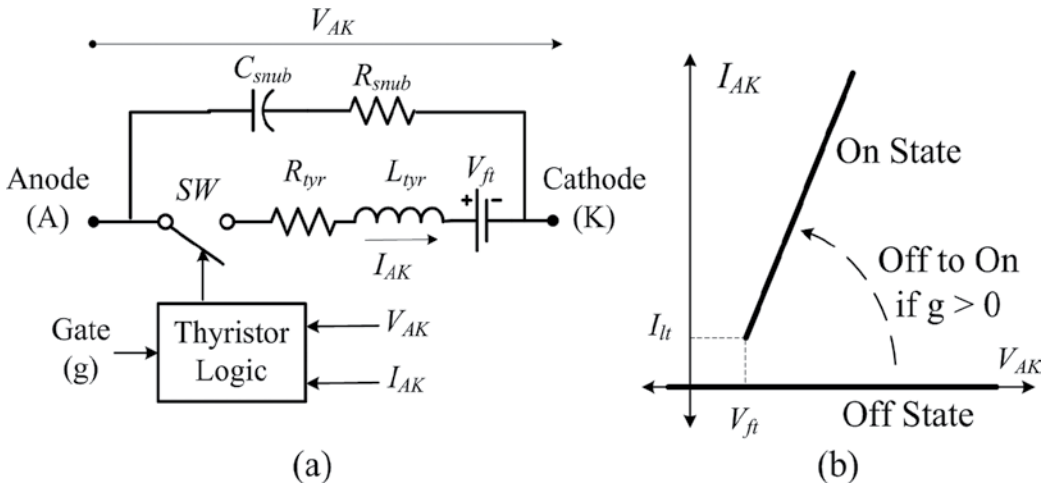 V_AK
C_snub
R_snub
Anode
(A)
SW
R_tyr
L_tyr
V_ft
+ -
Cathode
(K)
I_AK
Gate
(g)
Thyristor
Logic
V_AK
I_AK
(a)
I_AK
On State
Off to On
if g > 0
I_lt
V_AK
V_ft
Off State
(b)